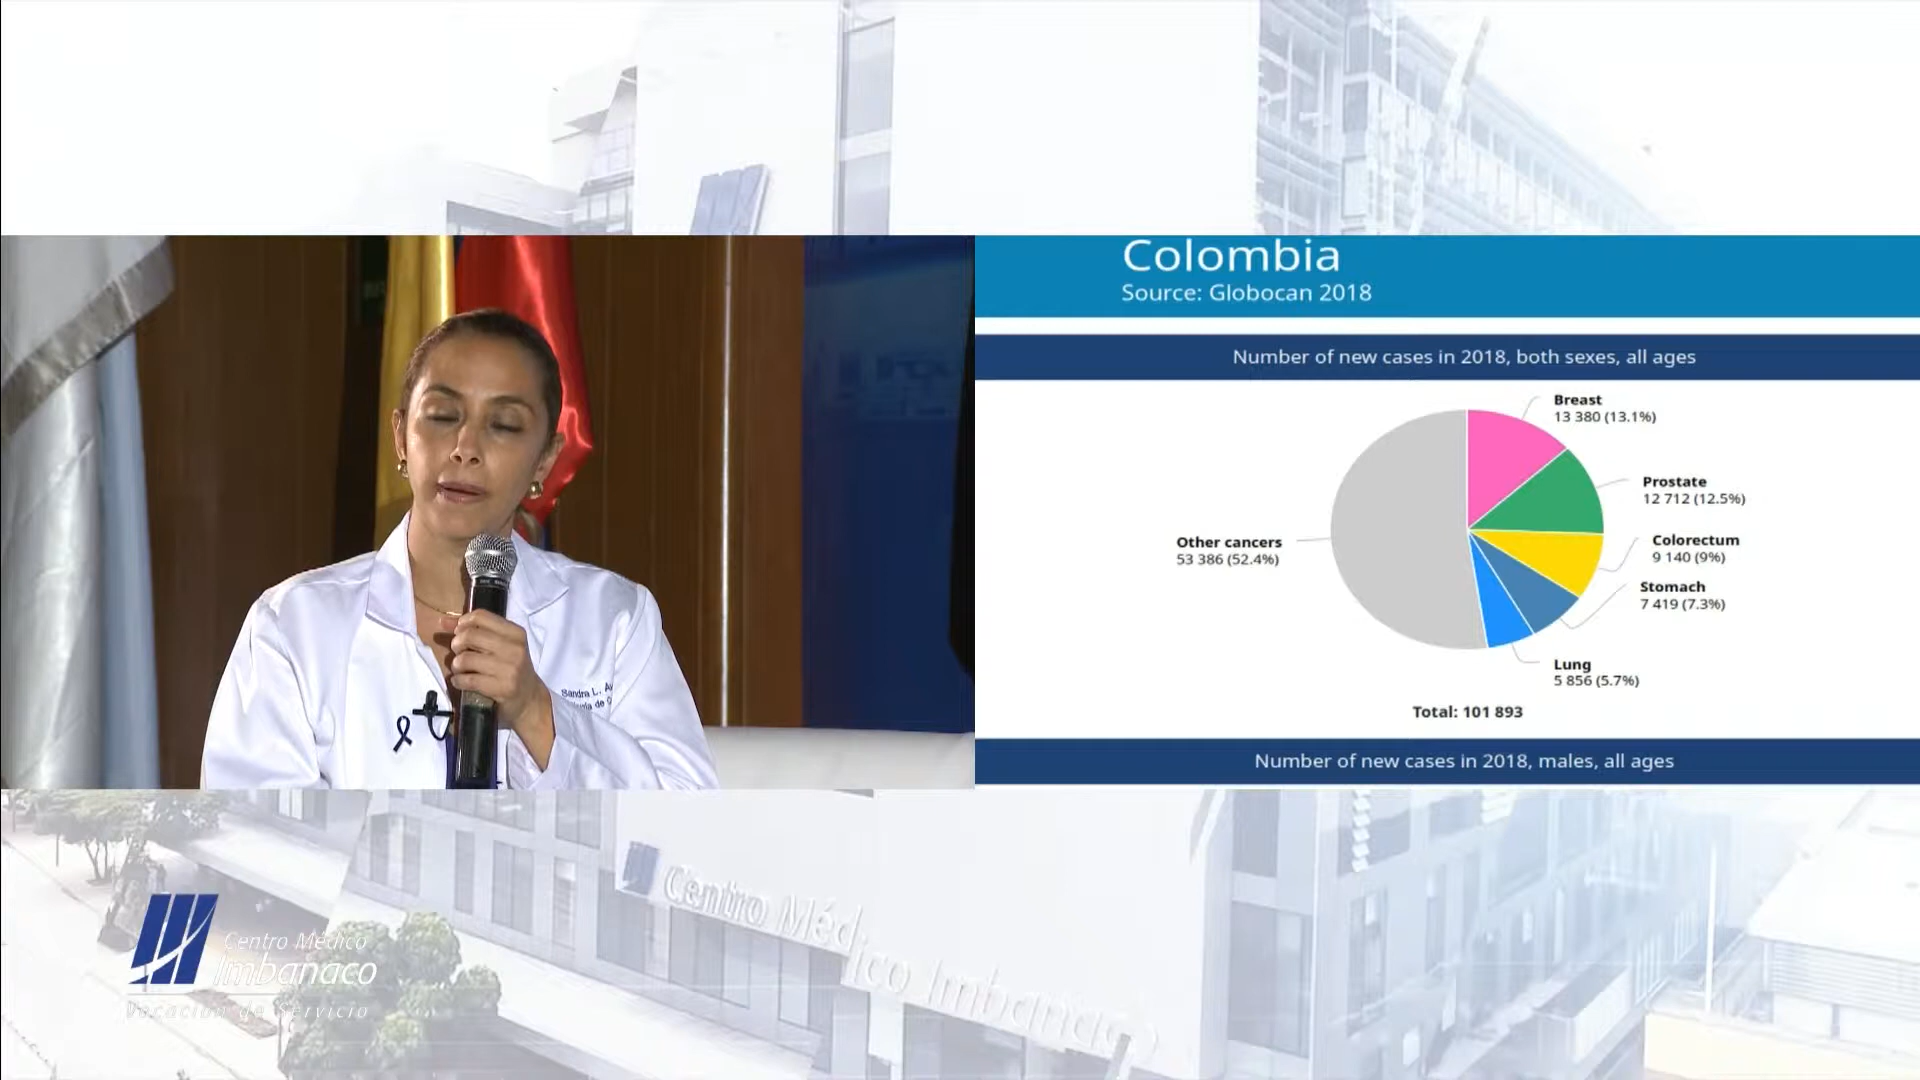 Colombia
Source: Globocan 2018
Number of new cases in 2018, both sexes, all ages
Breast
13 380 (13.1%)
Prostate
12 712 (12.5%)
Colorectum
9 140 (9%)
Other cancers
53 386 (52.4%)
Stomach
7 419 (7.3%)
Lung
5 856 (5.7%)
Total: 101 893
Number of new cases in 2018, males, all ages
Sandra L.
de
Centro Médico Imbanaco
Centro Médico
Imbanaco
Vocación de Servicio